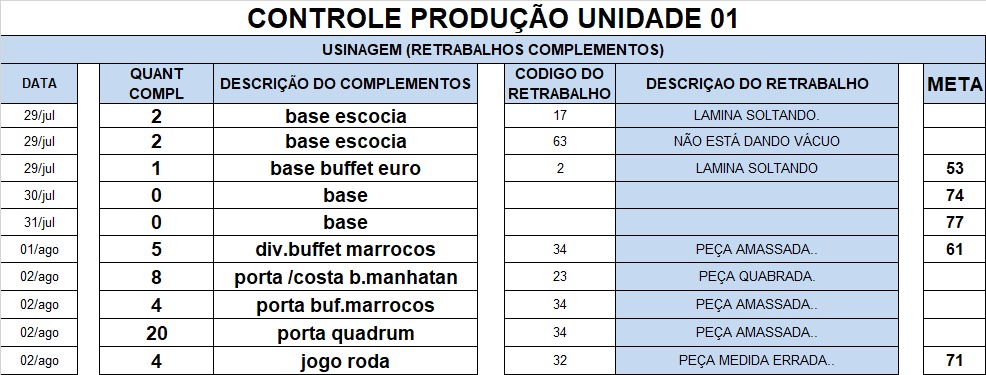 CONTROLE PRODUÇÃO UNIDADE 01
USINAGEM (RETRABALHOS COMPLEMENTOS)
DATA QUANT COMPL DESCRIÇÃO DO COMPLEMENTOS CODIGO DO RETRABALHO DESCRIÇAO DO RETRABALHO META
29/jul 2 base escocia 17 LAMINA SOLTANDO.
29/jul 2 base escocia 63 NÃO ESTÁ DANDO VÁCUO
29/jul 1 base buffet euro 2 LAMINA SOLTANDO 53
30/jul 0 base 74
31/jul 0 base 77
01/ago 5 div.buffet marrocos 34 PEÇA AMASSADA.. 61
02/ago 8 porta /costa b.manhatan 23 PEÇA QUABRADA.
02/ago 4 porta buf.marrocos 34 PEÇA AMASSADA..
02/ago 20 porta quadrum 34 PEÇA AMASSADA..
02/ago 4 jogo roda 32 PEÇA MEDIDA ERRADA.. 71